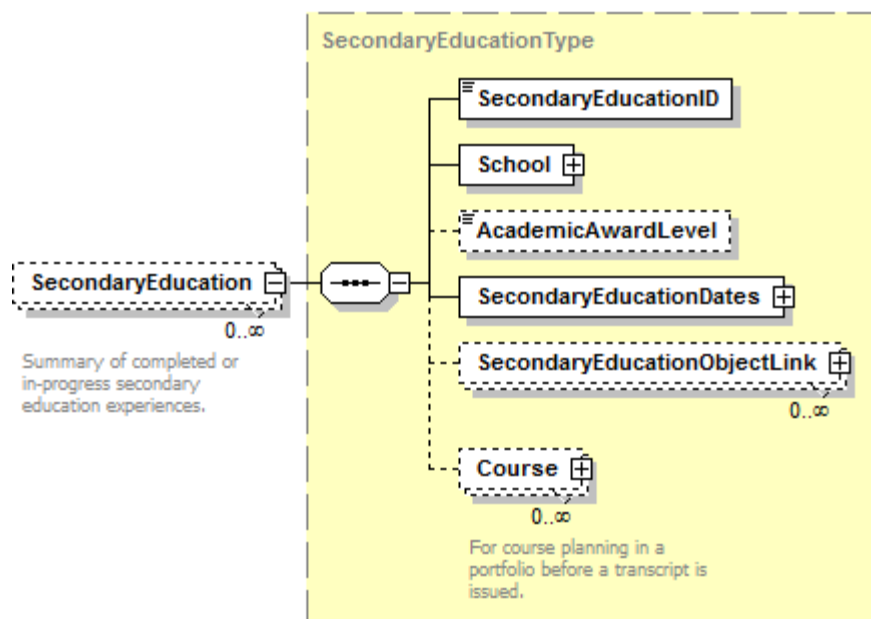 SecondaryEducationType
SecondaryEducationID
School
AcademicAwardLevel
SecondaryEducation
0..∞
Summary of completed or
in-progress secondary
education experiences.
SecondaryEducationDates
SecondaryEducationObjectLink
0..∞
Course
0..∞
For course planning in a
portfolio before a transcript is
issued.